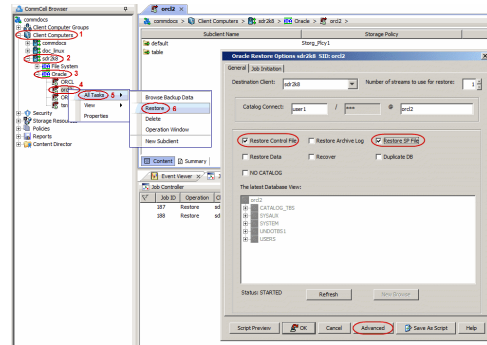 CommCell Browser
orcl2
CommCell Computer Groups
Client Computers 1
commdocs
doc_linux
sdr2k8 2
File System
Oracle 3
4
ORCL
Security
Storage Resources
Policies
Reports
Content Director
All Tasks 5
View
Properties
Browse Backup Data
Restore 6
Delete
Operation Window
New Subclient
commdocs > Client Computers > sdr2k8 > Oracle > orcl2 >
Subclient Name Storage Policy
default Storg_Plcy1
table
Content Summary
Event Viewer
Job Controller
Job ID Operation
187 Restore sd
188 Restore sd
Oracle Restore Options sdr2k8 SID: orcl2
General Job Initiation
Destination Client: sdr2k8 Number of streams to use for restore: 1
Catalog Connect: user1 / **** @ orcl2
Restore Control File Restore Archive Log Restore SP File
Restore Data Recover Duplicate DB
NO CATALOG
The latest Database View:
orcl2
CATALOG_TBS
SYSAUX
SYSTEM
UNDOTBS1
USERS
Status: STARTED Refresh New Browse
Script Preview OK Cancel Advanced Save As Script Help